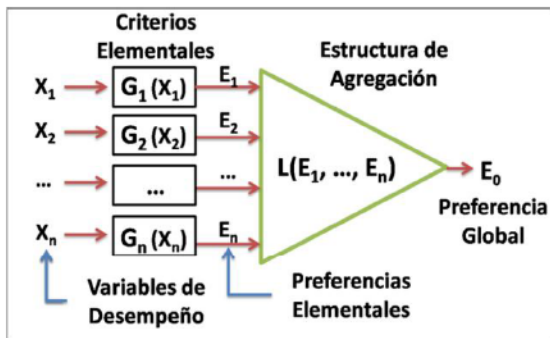 Criterios
Elementales
Estructura de
Agregación
X1 G1 (X1) E1
X2 G2 (X2) E2
... ... ...
Xn Gn (Xn) En
L(E1, ..., En)
E0
Preferencia
Global
Variables de
Desempeño
Preferencias
Elementales